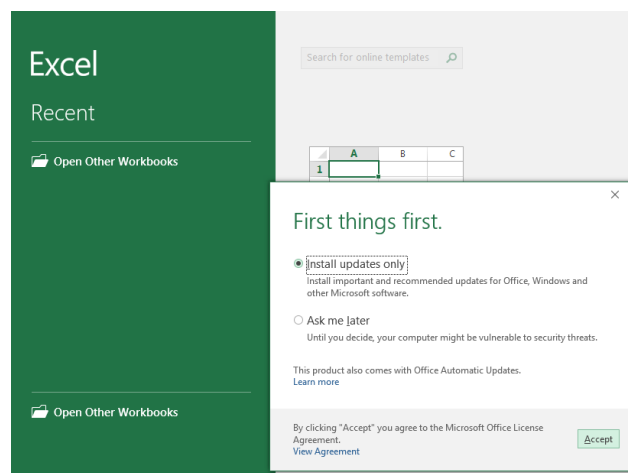 Excel
Search for online templates
Recent
Open Other Workbooks
A B C
1
First things first.
Install updates only
Install important and recommended updates for Office, Windows and
other Microsoft software.
Ask me later
Until you decide, your computer might be vulnerable to security threats.
This product also comes with Office Automatic Updates.
Learn more
Open Other Workbooks
By clicking "Accept" you agree to the Microsoft Office License
Agreement.
View Agreement
Accept